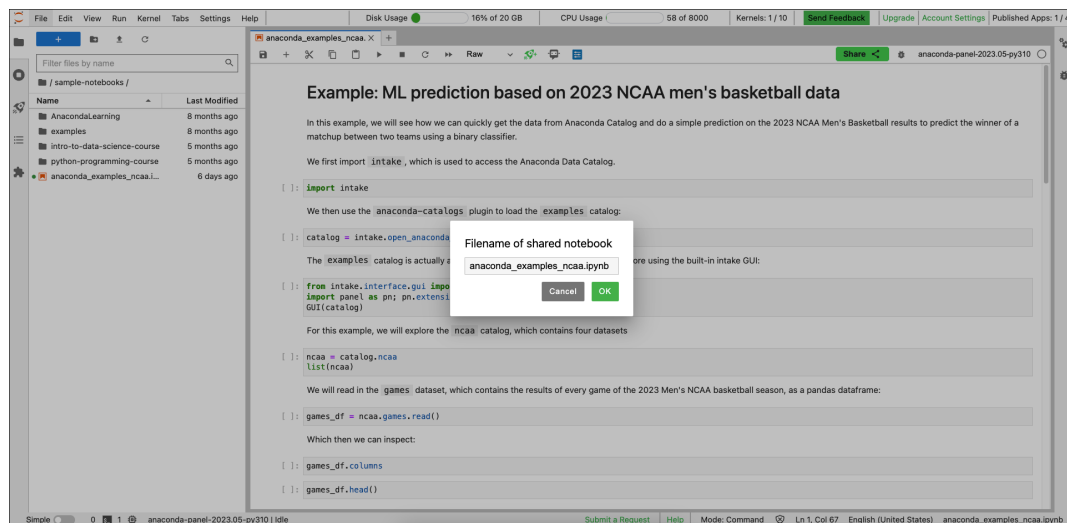 File Edit View Run Kernel Tabs Settings Help
Disk Usage 16% of 20 GB CPU Usage 58 of 8000 Kernels: 1 / 10 Send Feedback Upgrade Account Settings Published Apps: 1 /
Filter files by name
/ sample-notebooks /
Name Last Modified
AnacondaLearning 8 months ago
examples 8 months ago
intro-to-data-science-course 5 months ago
python-programming-course 5 months ago
anaconda_examples_ncaa.i... 6 days ago
anaconda_examples_ncaa.
Raw
Share
anaconda-panel-2023.05-py310
Example: ML prediction based on 2023 NCAA men's basketball data
In this example, we will see how we can quickly get the data from Anaconda Catalog and do a simple prediction on the 2023 NCAA Men's Basketball results to predict the winner of a
matchup between two teams using a binary classifier.
We first import intake, which is used to access the Anaconda Data Catalog.
[ ]: import intake
We then use the anaconda-catalogs plugin to load the examples catalog:
[ ]: catalog = intake.open_anaconda
The examples catalog is actually a
ore using the built-in intake GUI:
[ ]: from intake.interface.gui impo
import panel as pn; pn.extensi
GUI(catalog)
Filename of shared notebook
anaconda_examples_ncaa.ipynb
Cancel OK
For this example, we will explore the ncaa catalog, which contains four datasets
[ ]: ncaa = catalog.ncaa
list(ncaa)
We will read in the games dataset, which contains the results of every game of the 2023 Men's NCAA basketball season, as a pandas dataframe:
[ ]: games_df = ncaa.games.read()
Which then we can inspect:
[ ]: games_df.columns
[ ]: games_df.head()
Simple 0 1 anaconda-panel-2023.05-py310 | Idle Submit a Request Help Mode: Command Ln 1, Col 67 English (United States) anaconda_examples_ncaa.ipynb